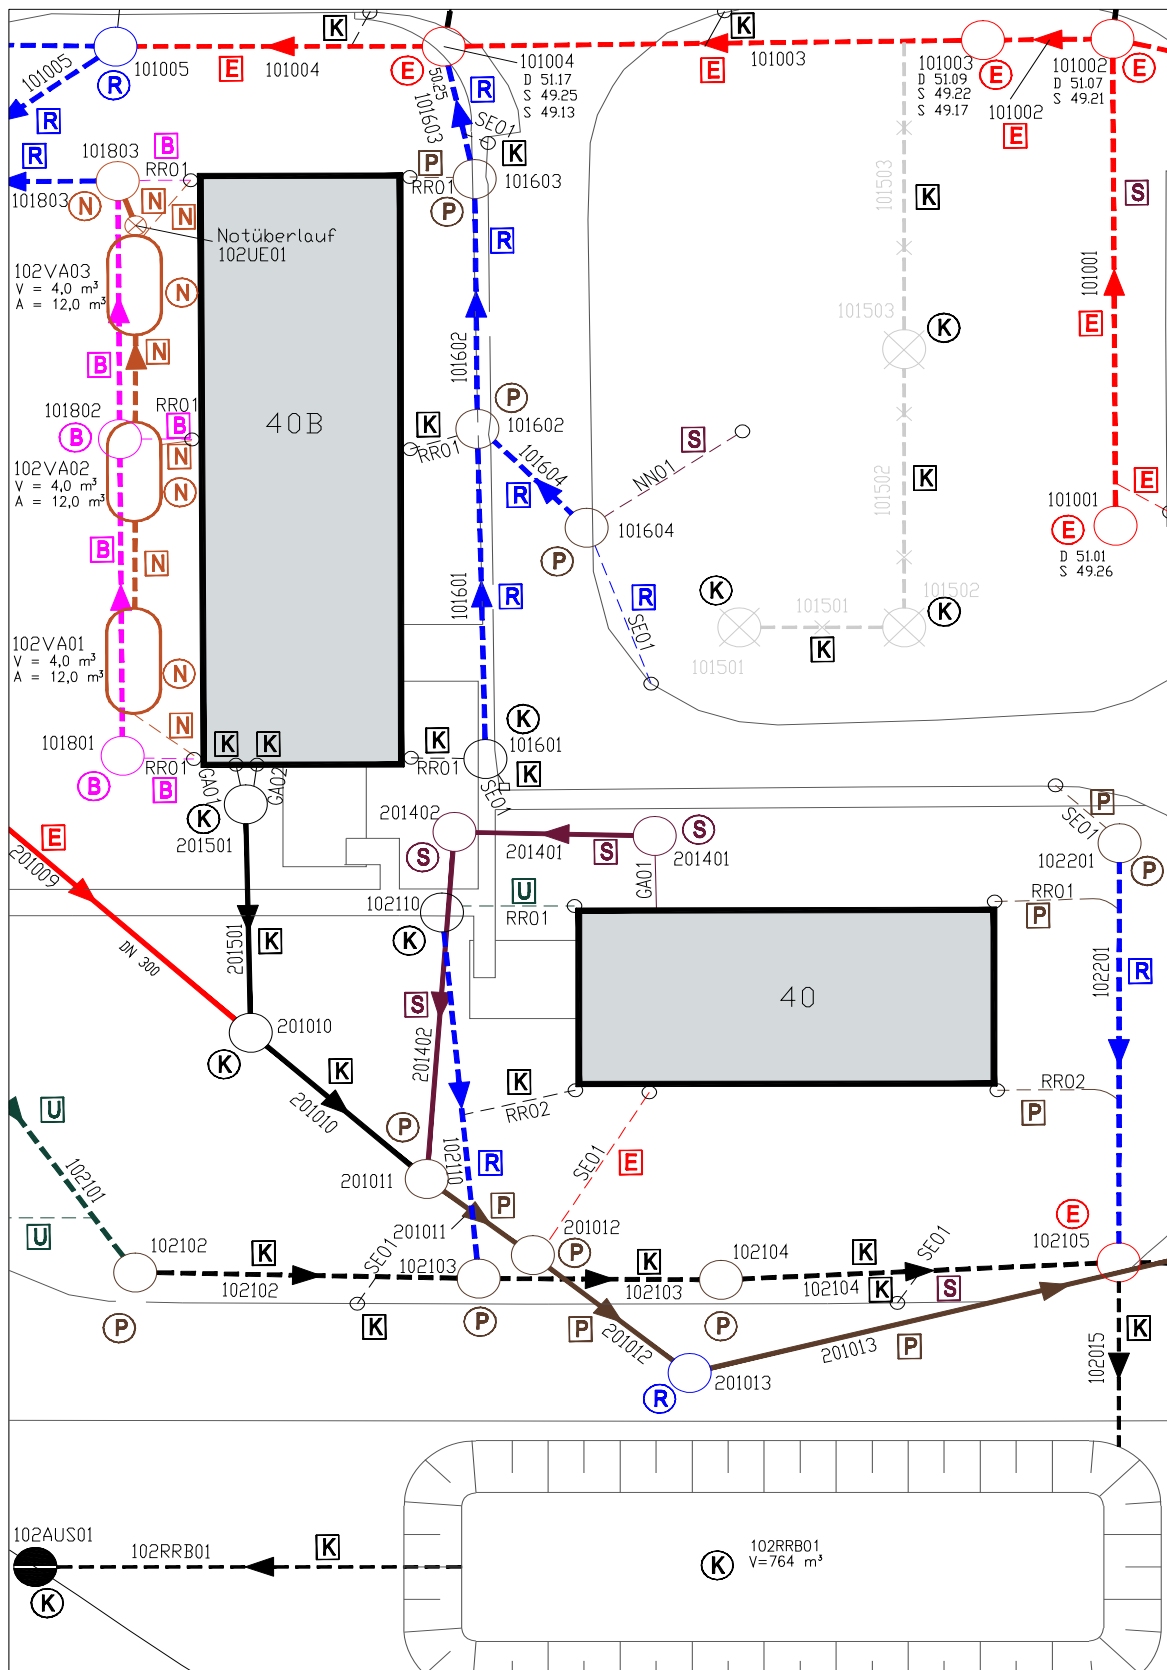 K
101005
101005
R
R
E
101004
E
50.25
101004
D 51.17
S 49.25
S 49.13
E
101003
K
101003
D 51.09
S 49.22
S 49.17
E
101002
E
101002
D 51.07
S 49.21
E
R
101803
B
RR01
101803
N
N
N
Notüberlauf
102UE01
101603
R
SE01
K
P
RR01
101603
P
R
101503
K
S
101001
102VA03
V = 4,0 m³
A = 12,0 m³
N
N
B
101602
101503
K
E
101802
B
RR01
B
N
40B
K
RR01
P
101602
101604
R
S
NN01
101502
K
102VA02
V = 4,0 m³
A = 12,0 m³
N
N
B
101604
P
E
101001
E
D 51.01
S 49.26
101601
R
R
SE01
K
101501
K
101501
101502
K
102VA01
V = 4,0 m³
A = 12,0 m³
N
N
101801
B
RR01
B
K
K
GA01
GA02
K
RR01
K
101601
K
SE01
K
201501
201402
S
201401
S
S
201401
GA01
P
SE01
102201
P
E
201009
DN 300
201501
K
102110
K
U
RR01
RR01
P
40
102201
R
S
201402
201010
K
K
201010
K
RR02
RR02
P
P
201011
102110
R
SE01
E
U
102101
U
201011
P
201012
P
E
102105
102102
P
K
102102
SE01
K
102103
P
K
102103
102104
P
K
102104
K
SE01
S
P
201012
201013
R
201013
P
K
102015
102AUS01
K
102RRB01
K
K
102RRB01
V=764 m³